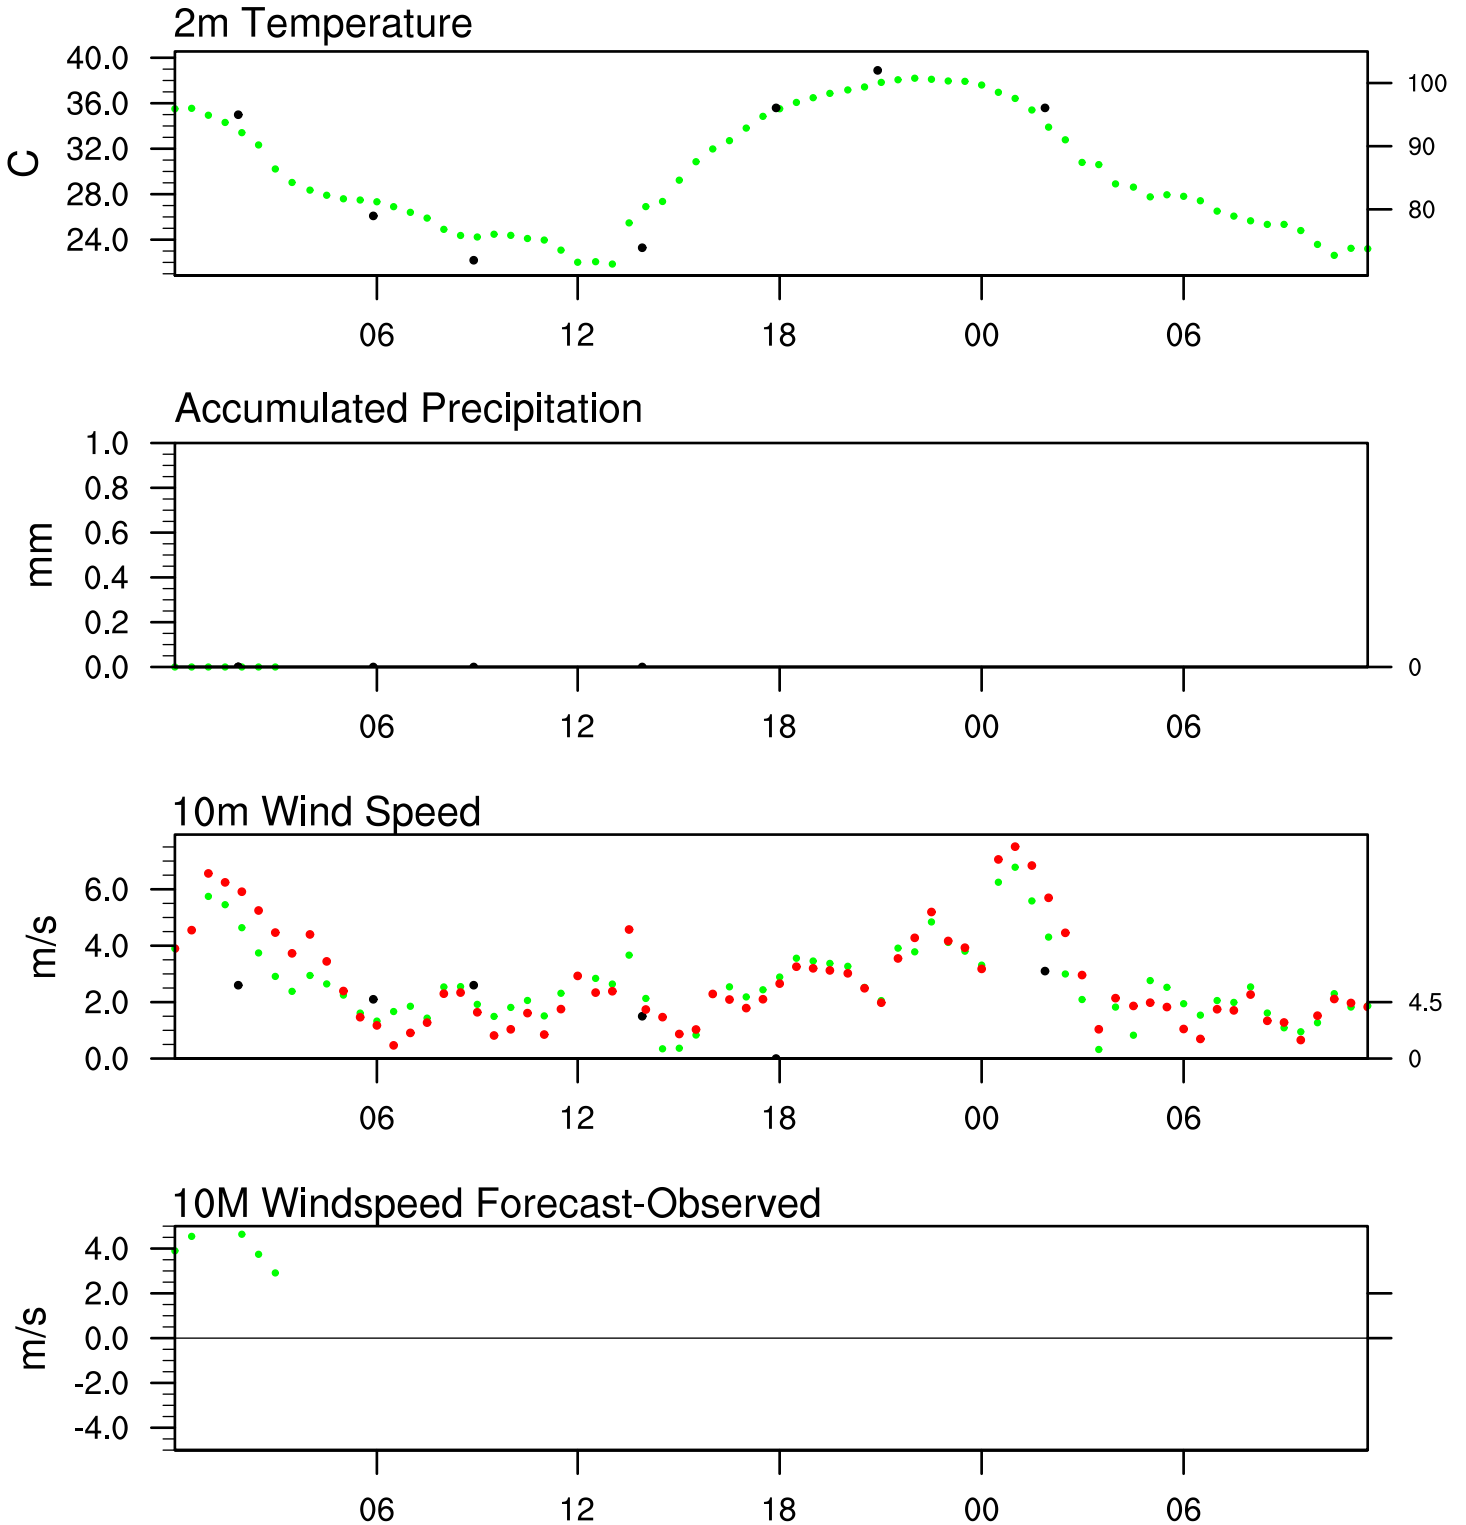 2m Temperature
40.0
36.0
32.0
28.0
24.0
C
100
90
80
06 12 18 00 06
Accumulated Precipitation
1.0
0.8
0.6
0.4
0.2
0.0
mm
0
06 12 18 00 06
10m Wind Speed
6.0
4.0
2.0
0.0
m/s
4.5
0
06 12 18 00 06
10M Windspeed Forecast-Observed
4.0
2.0
0.0
-2.0
-4.0
m/s
06 12 18 00 06